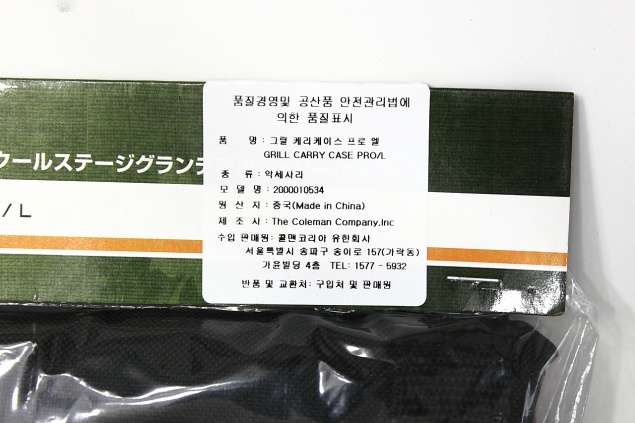 품질경영및 공산품 안전관리법에
의한 품질표시
품 명 : 그릴 케리케이스 프로 엘
GRILL CARRY CASE PRO/L
종 류 : 악세사리
모 델 명 : 2000010534
원 산 지 : 중국(Made in China)
제 조 사 : The Coleman Company,Inc
수입 판매원: 콜맨코리아 유한회사
서울특별시 송파구 송이로 157(가락동)
가윤빌딩 4층 TEL: 1577 - 5932
반품 및 교환처: 구입처 및 판매원
ウールステージグランデ
/L